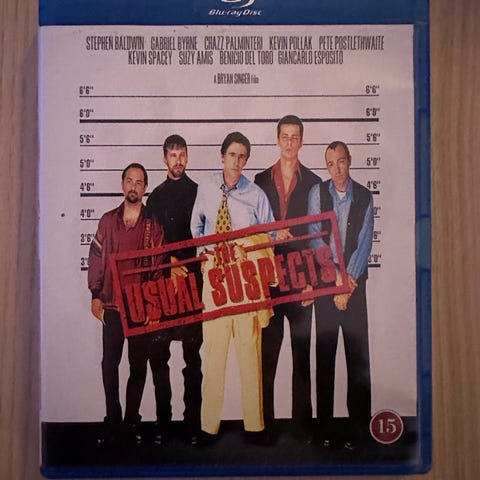 Blu-ray Disc
STEPHEN BALDWIN GABRIEL BYRNE CHAZZ PALMINTERI KEVIN POLLAK PETE POSTLETHWAITE
KEVIN SPACEY SUZY AMIS BENICIO DEL TORO GIANCARLO ESPOSITO
A BRYAN SINGER Film
6'6" 6'6"
6'0" 6'0"
5'6" 5'6"
5'0" 5'0"
4'6" 4'6"
4'0" 4'0"
3'6"
3'0"
THE
USUAL SUSPECTS
15